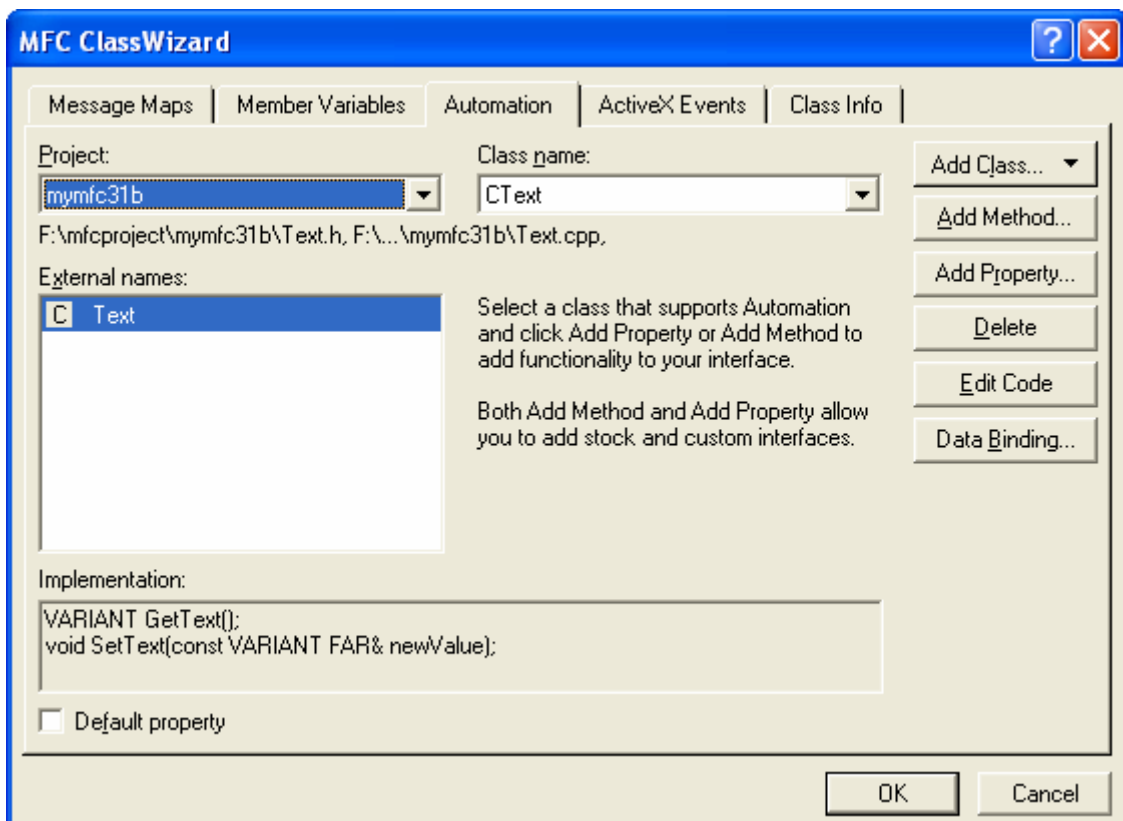 MFC ClassWizard
Message Maps Member Variables Automation ActiveX Events Class Info
Project:
mymfc31b
Class name:
CText
F:\mfcproject\mymfc31b\Text.h, F:\...\mymfc31b\Text.cpp,
External names:
C Text
Select a class that supports Automation
and click Add Property or Add Method to
add functionality to your interface.
Both Add Method and Add Property allow
you to add stock and custom interfaces.
Add Class...
Add Method...
Add Property...
Delete
Edit Code
Data Binding...
Implementation:
VARIANT GetText();
void SetText(const VARIANT FAR& newValue);
Default property
OK Cancel